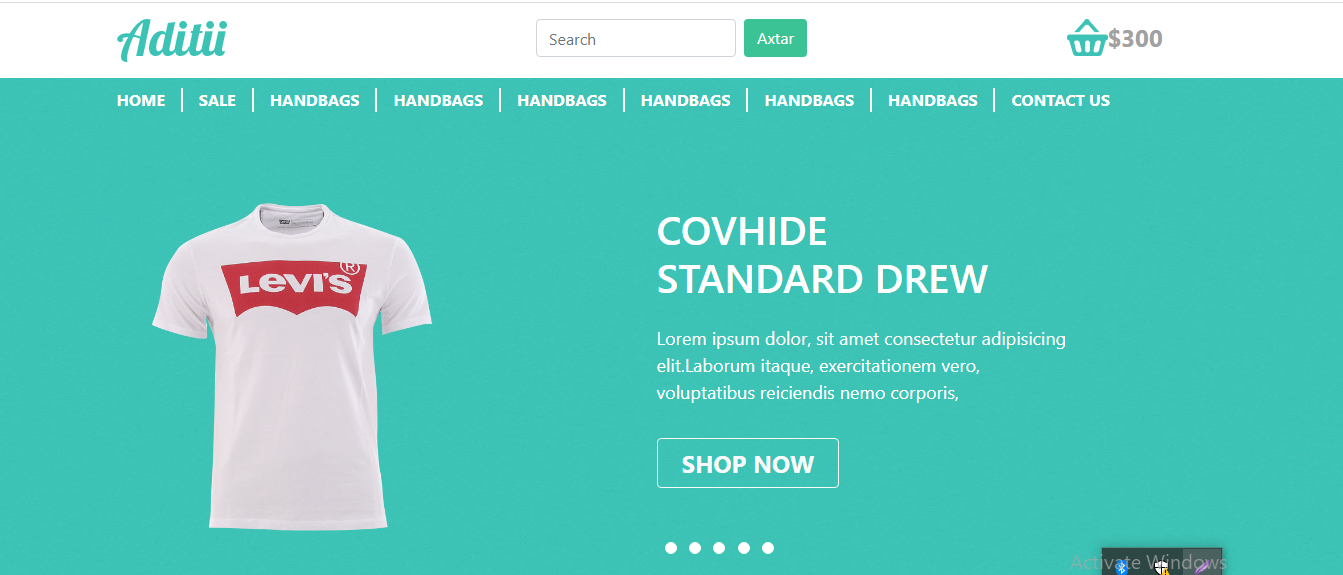 Aditii
Search
Axtar
$300
HOME
SALE
HANDBAGS
HANDBAGS
HANDBAGS
HANDBAGS
HANDBAGS
HANDBAGS
CONTACT US
LEVI'S®
COVHIDE
STANDARD DREW
Lorem ipsum dolor, sit amet consectetur adipisicing
elit.Laborum itaque, exercitationem vero,
voluptatibus reiciendis nemo corporis,
SHOP NOW
Activate Windows